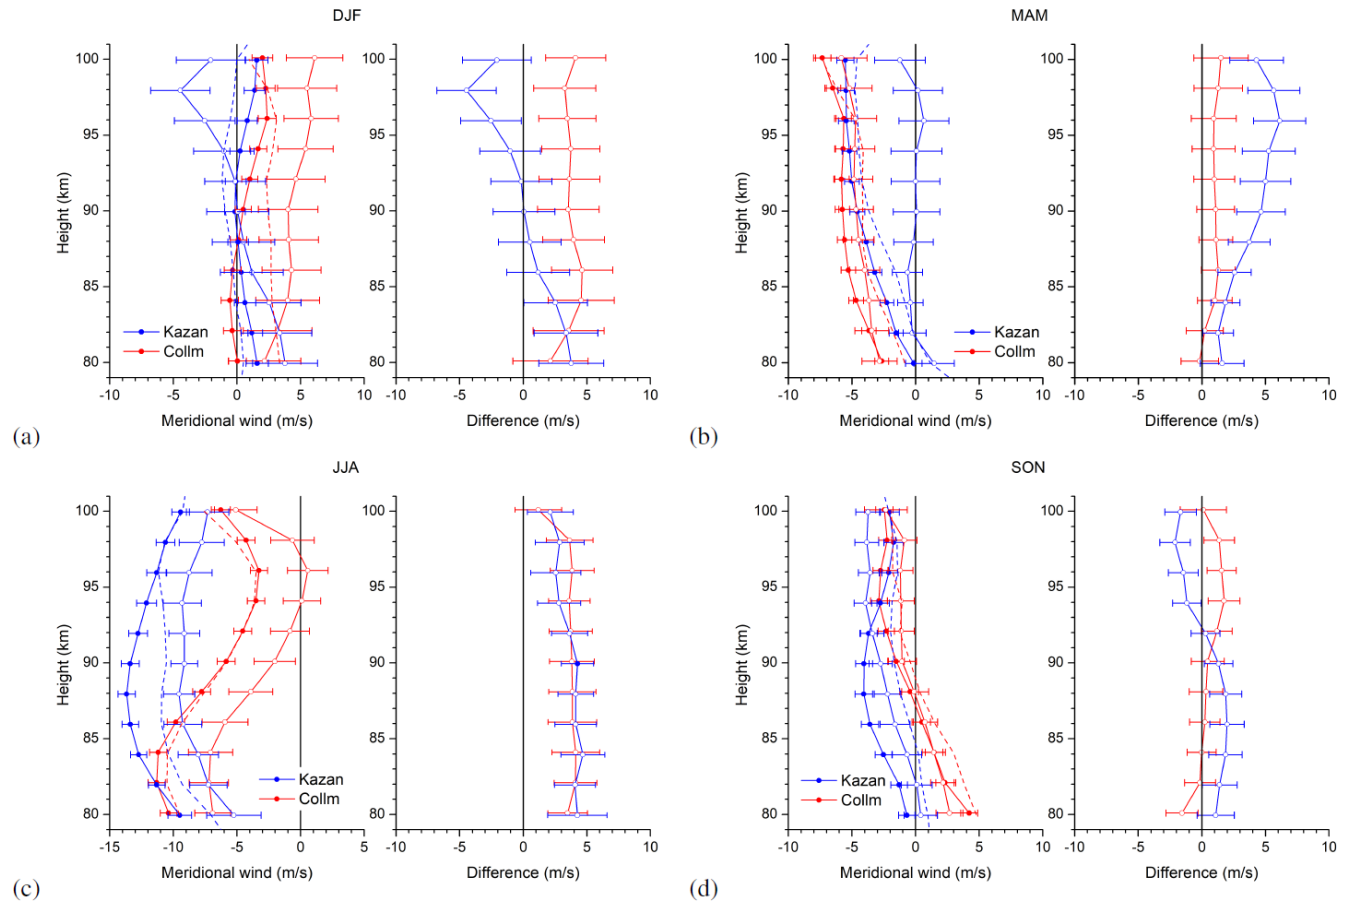 DJF
100
95
90
85
80
Height (km)
Kazan
Collm
-10 -5 0 5 10
Meridional wind (m/s)
100
95
90
85
80
-10 -5 0 5 10
Difference (m/s)
(a)
MAM
100
95
90
85
80
Height (km)
Kazan
Collm
-10 -5 0 5 10
Meridional wind (m/s)
100
95
90
85
80
-10 -5 0 5 10
Difference (m/s)
(b)
JJA
100
95
90
85
80
Height (km)
Kazan
Collm
-15 -10 -5 0 5
Meridional wind (m/s)
100
95
90
85
80
-10 -5 0 5 10
Difference (m/s)
(c)
SON
100
95
90
85
80
Height (km)
Kazan
Collm
-10 -5 0 5 10
Meridional wind (m/s)
100
95
90
85
80
-10 -5 0 5 10
Difference (m/s)
(d)